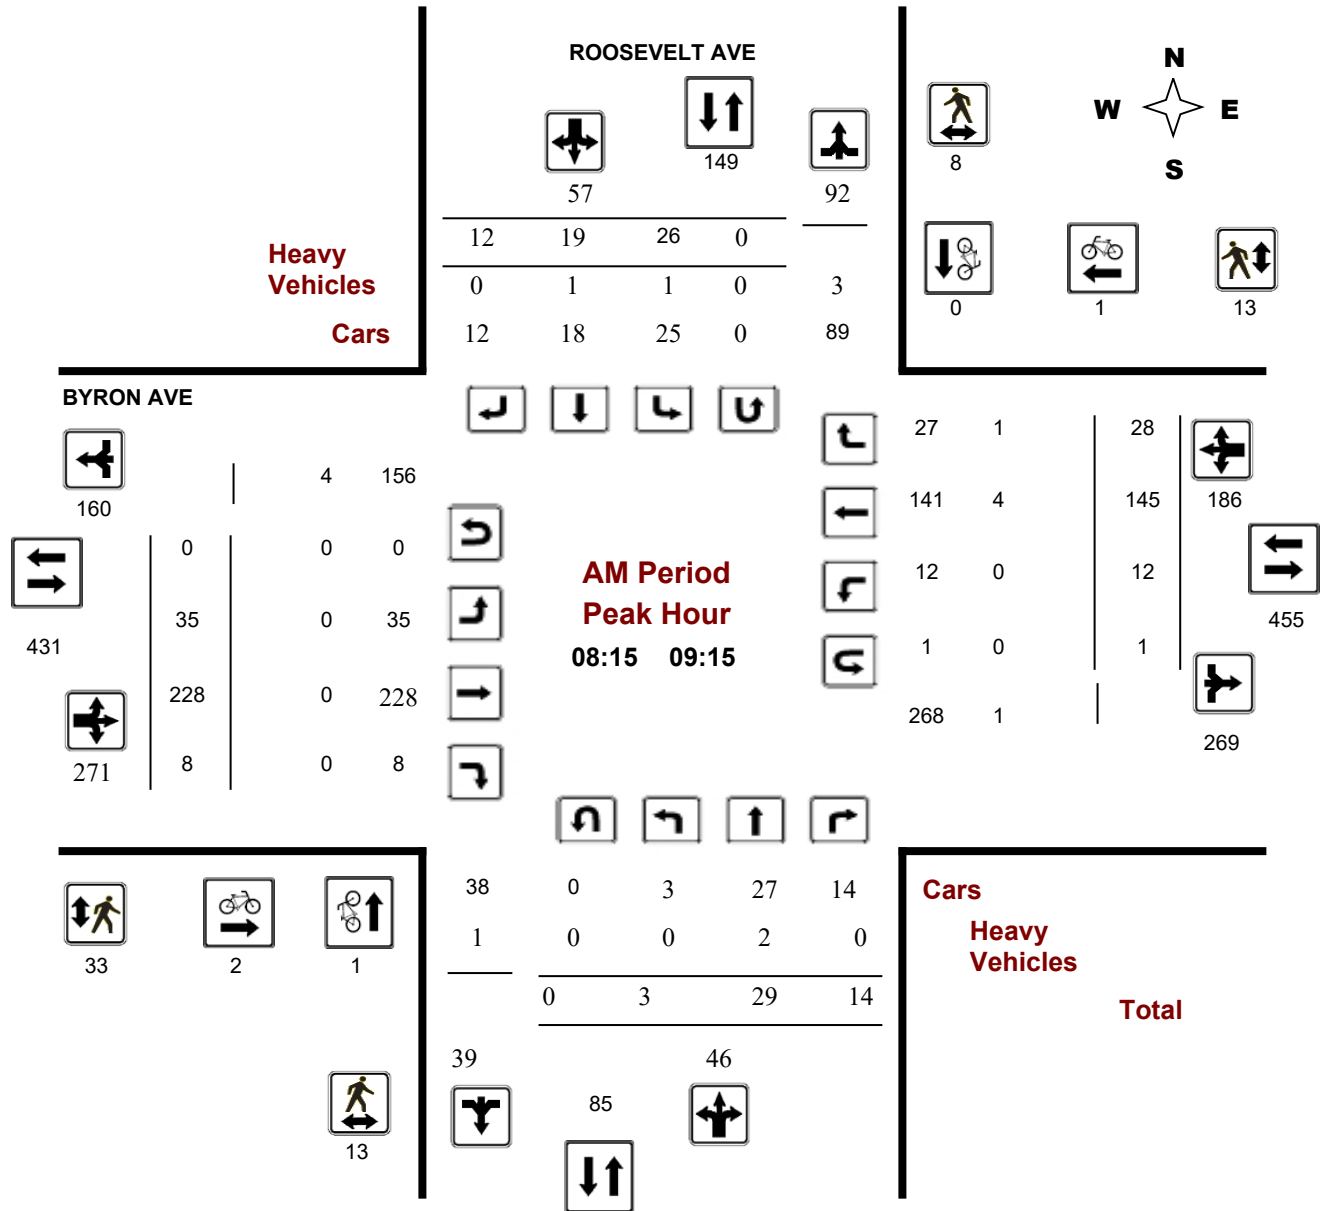 ROOSEVELT AVE
N
W E
S
149
8
57 92
12 19 26 0
Heavy
Vehicles
0 1 1 0 3
Cars
12 18 25 0 89
0 1 13
BYRON AVE
27 1 28
4 156
160
141 4 145 186
0 0 0
AM Period
12 0 12
35 0 35
Peak Hour
455
431
08:15 09:15
1 0 1
228 0 228
268 1
269
271 8 0 8
38 0 3 27 14
Cars
1 0 0 2 0
Heavy
Vehicles
33 2 1
0 3 29 14
Total
39 46
85
13